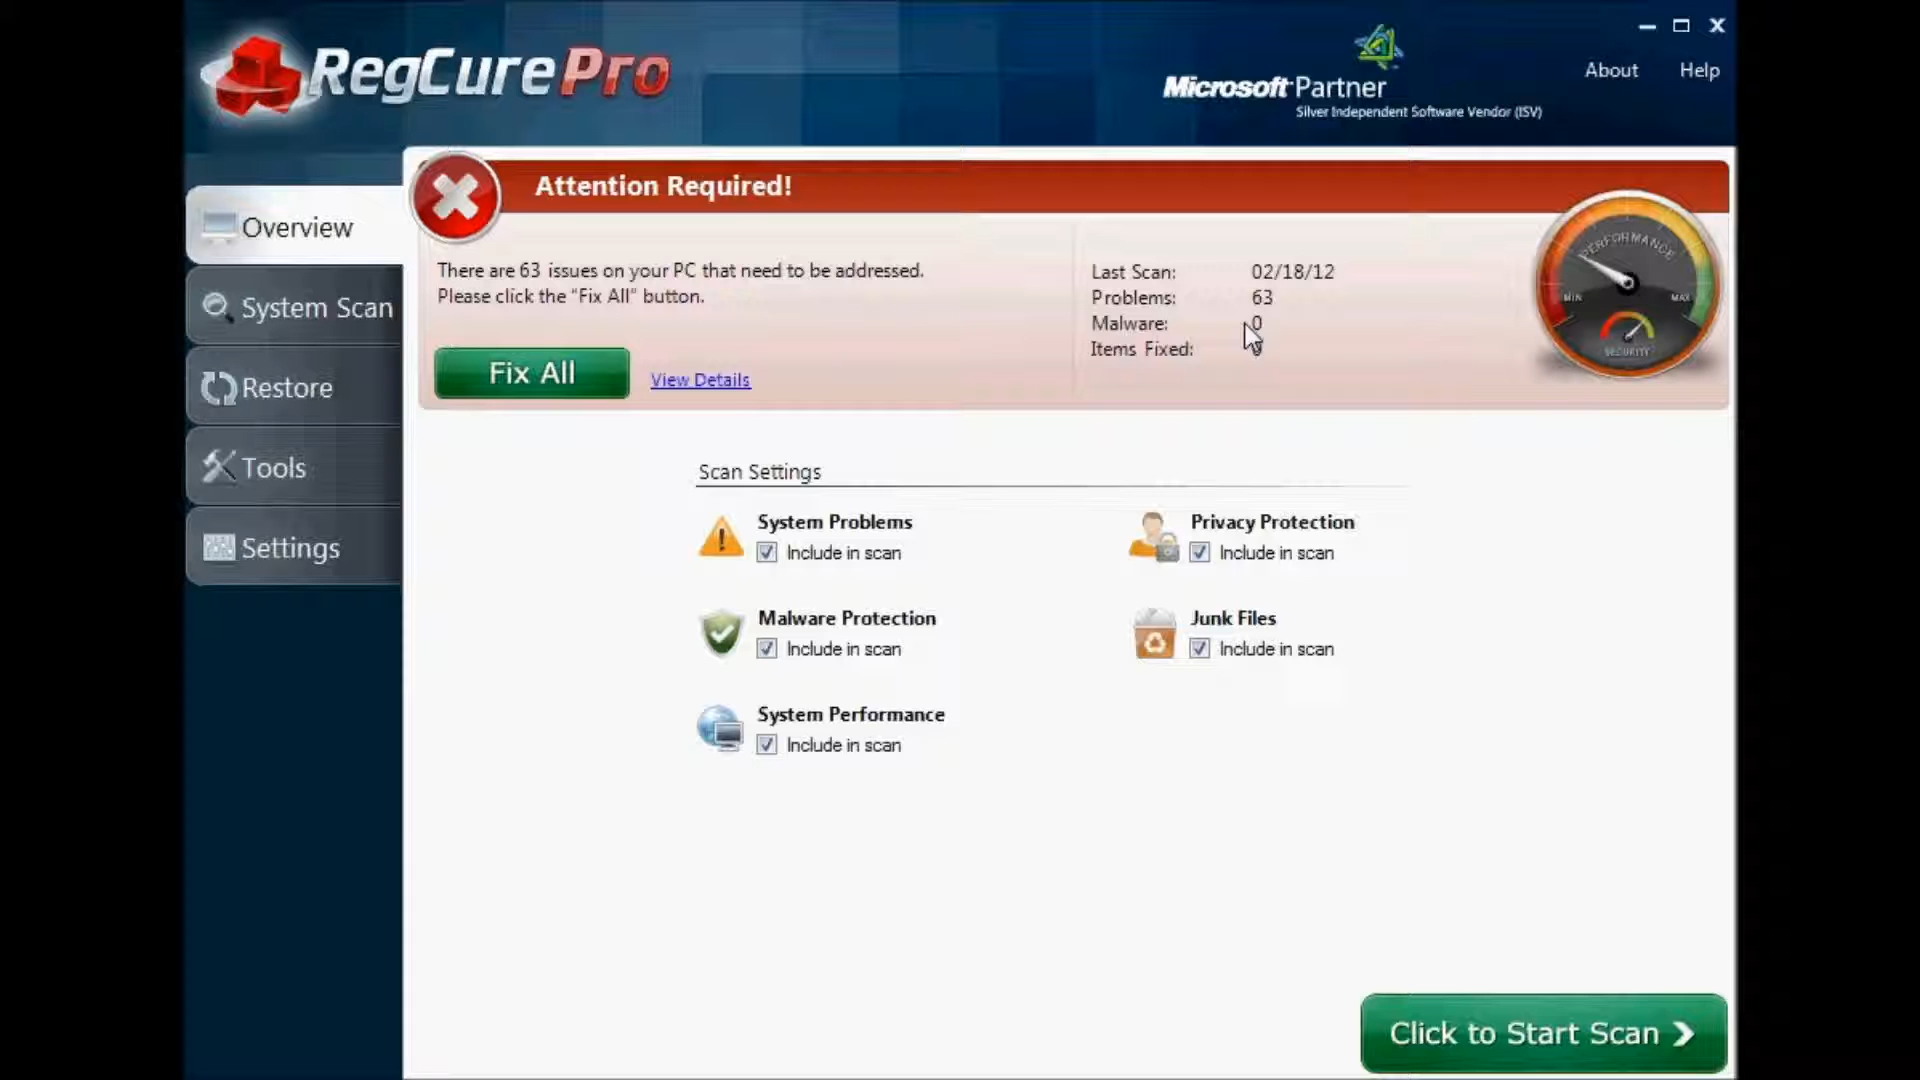 RegCure Pro
Microsoft Partner
Silver Independent Software Vendor (ISV)
About
Help
Overview
System Scan
Restore
Tools
Settings
Attention Required!
There are 63 issues on your PC that need to be addressed.
Please click the "Fix All" button.
Fix All
View Details
Last Scan: 02/18/12
Problems: 63
Malware: 0
Items Fixed: 0
PERFORMANCE
MIN
MAX
SECURITY
Scan Settings
System Problems
Include in scan
Privacy Protection
Include in scan
Malware Protection
Include in scan
Junk Files
Include in scan
System Performance
Include in scan
Click to Start Scan